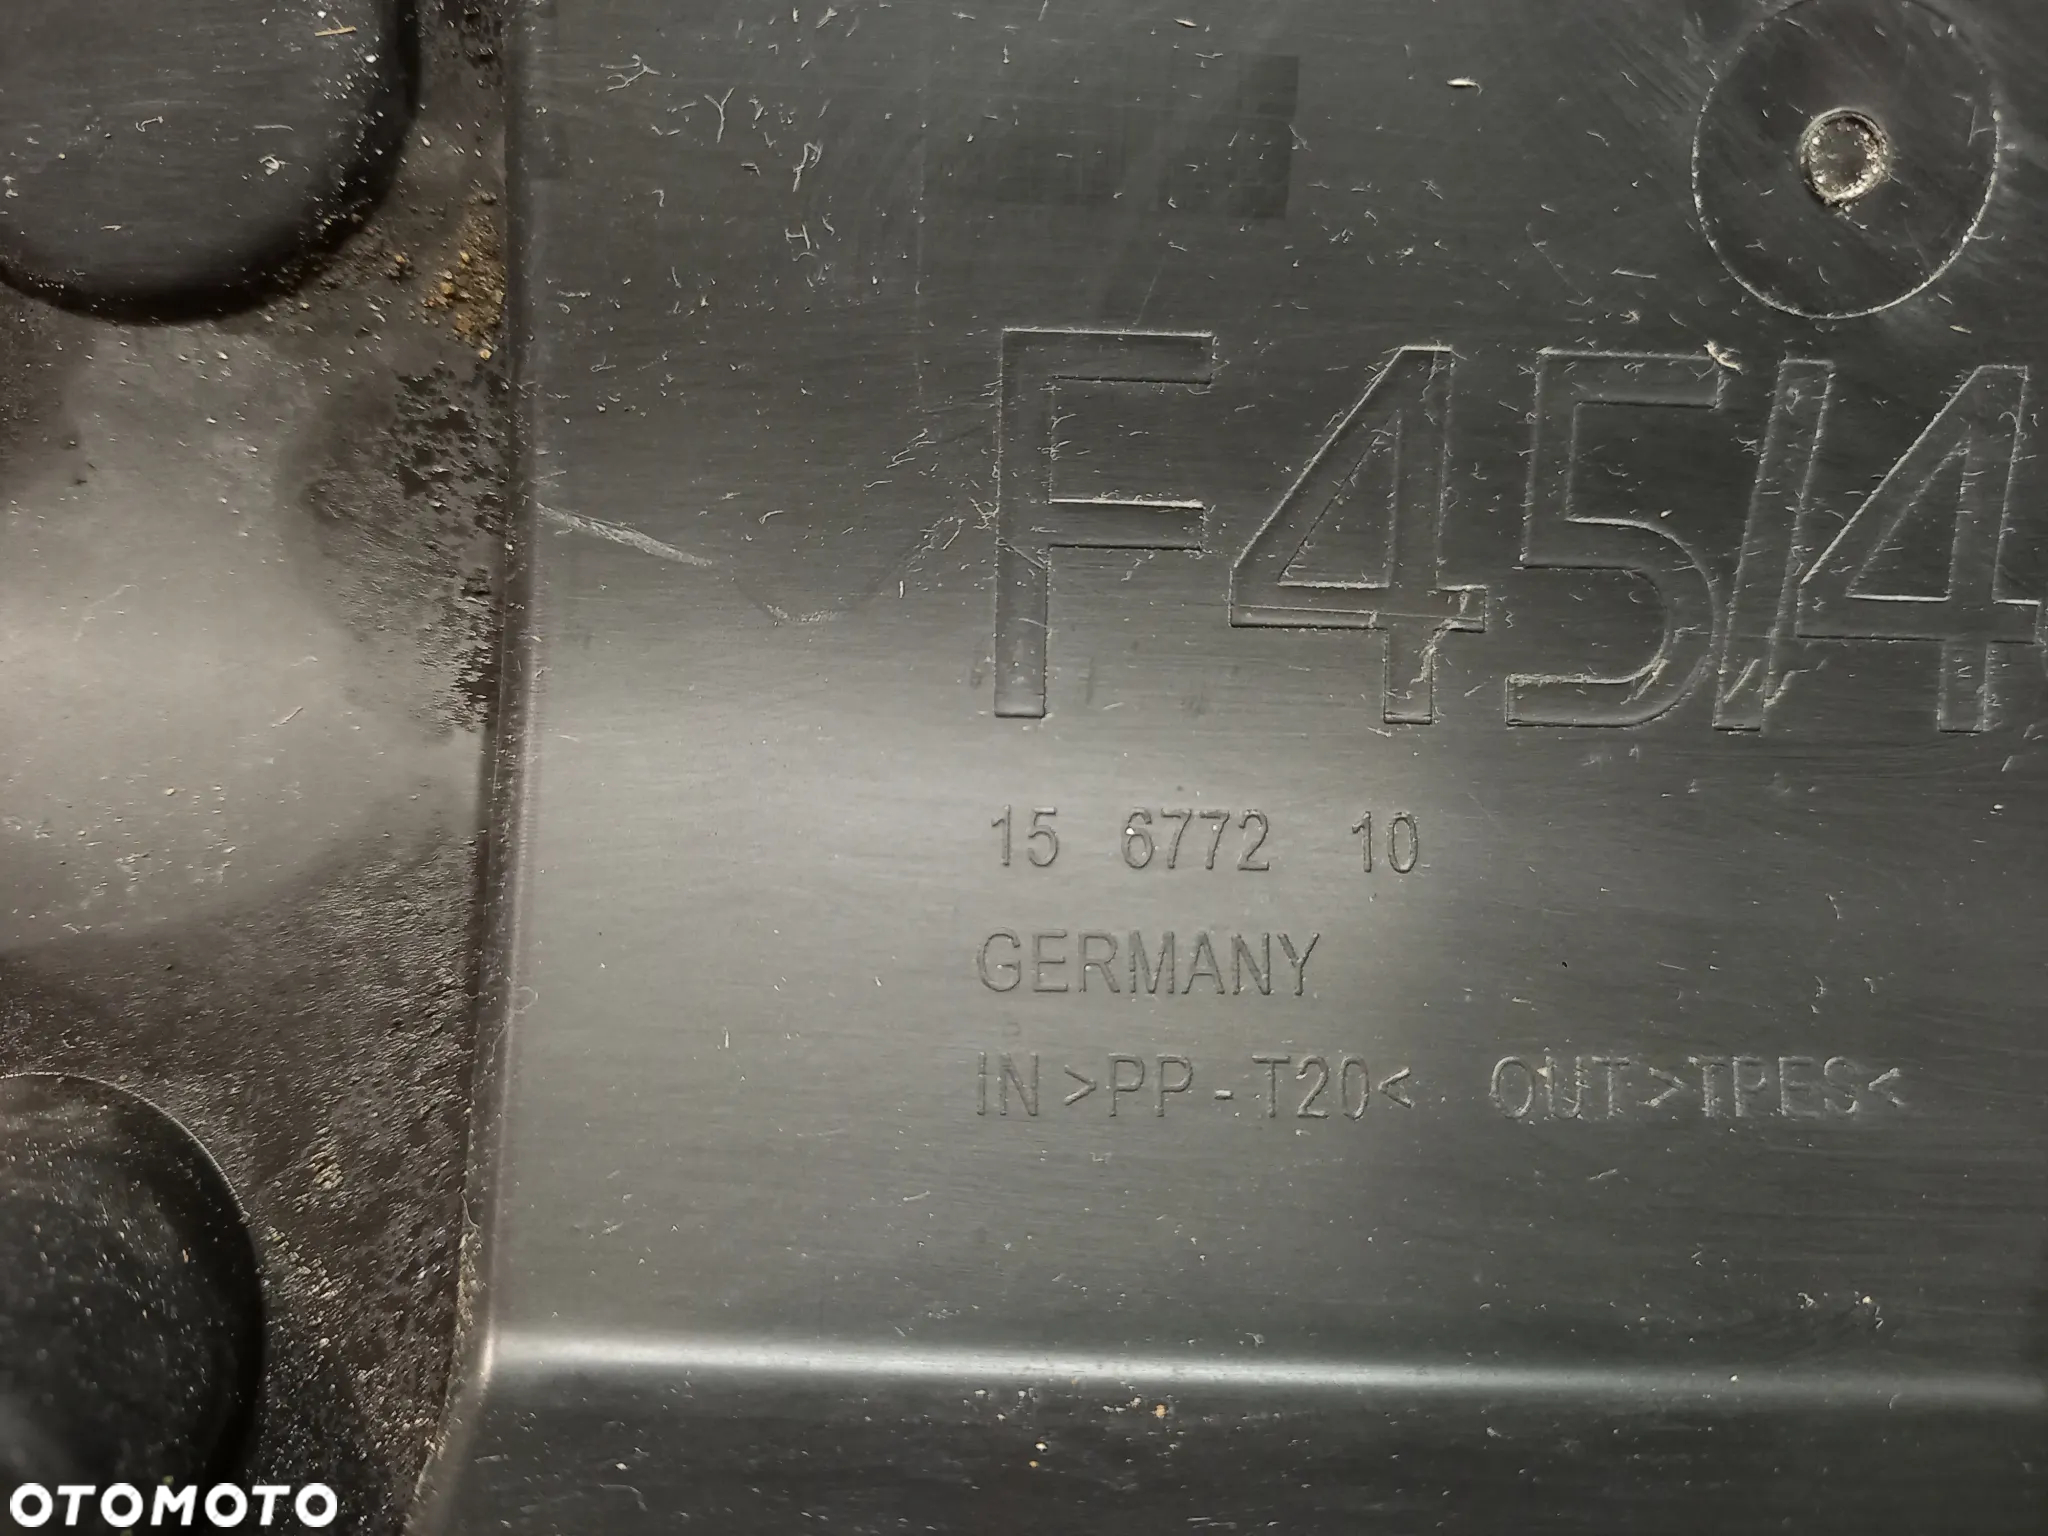 F45/4
15 6772 10
GERMANY
IN >PP-T20< OUT>TPES<
OTOMOTO